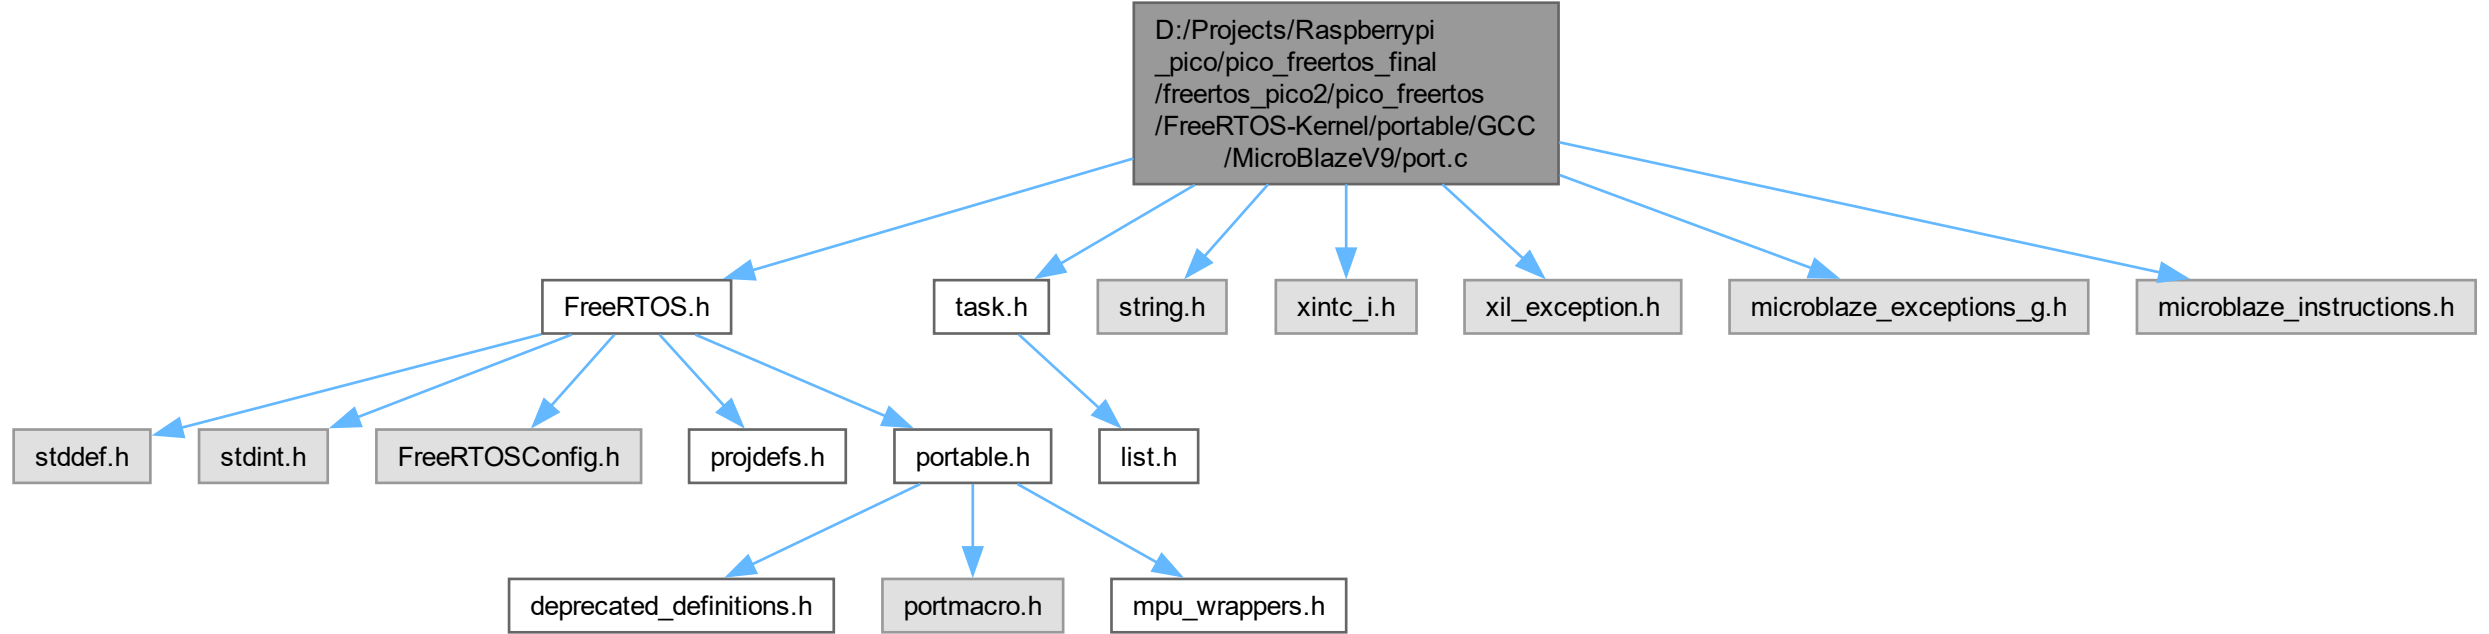 D:/Projects/Raspberrypi
_pico/pico_freertos_final
/freertos_pico2/pico_freertos
/FreeRTOS-Kernel/portable/GCC
/MicroBlazeV9/port.c
FreeRTOS.h
task.h
string.h
xintc_i.h
xil_exception.h
microblaze_exceptions_g.h
microblaze_instructions.h
stddef.h
stdint.h
FreeRTOSConfig.h
projdefs.h
portable.h
list.h
deprecated_definitions.h
portmacro.h
mpu_wrappers.h